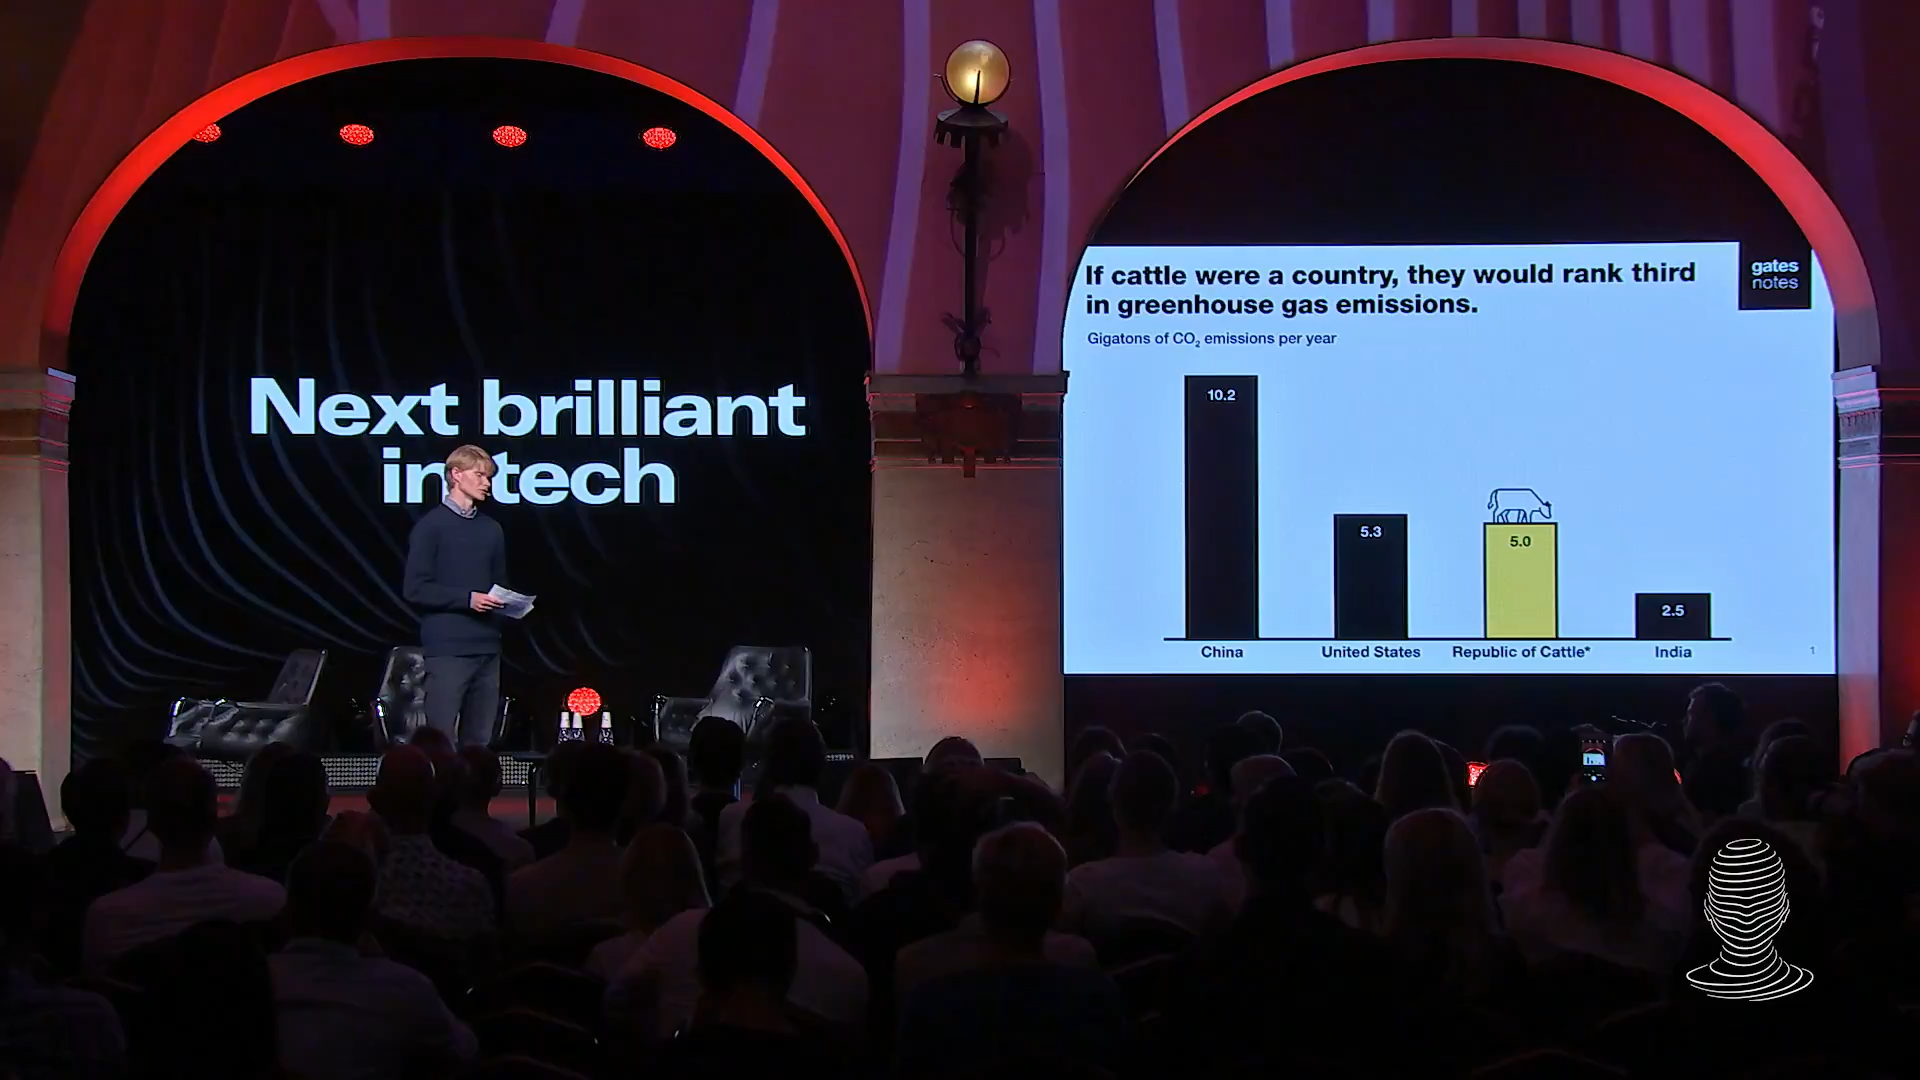 Next brilliant
in tech
If cattle were a country, they would rank third
in greenhouse gas emissions.
gates
notes
Gigatons of CO₂ emissions per year
10.2
5.3
5.0
2.5
China
United States
Republic of Cattle*
India
1